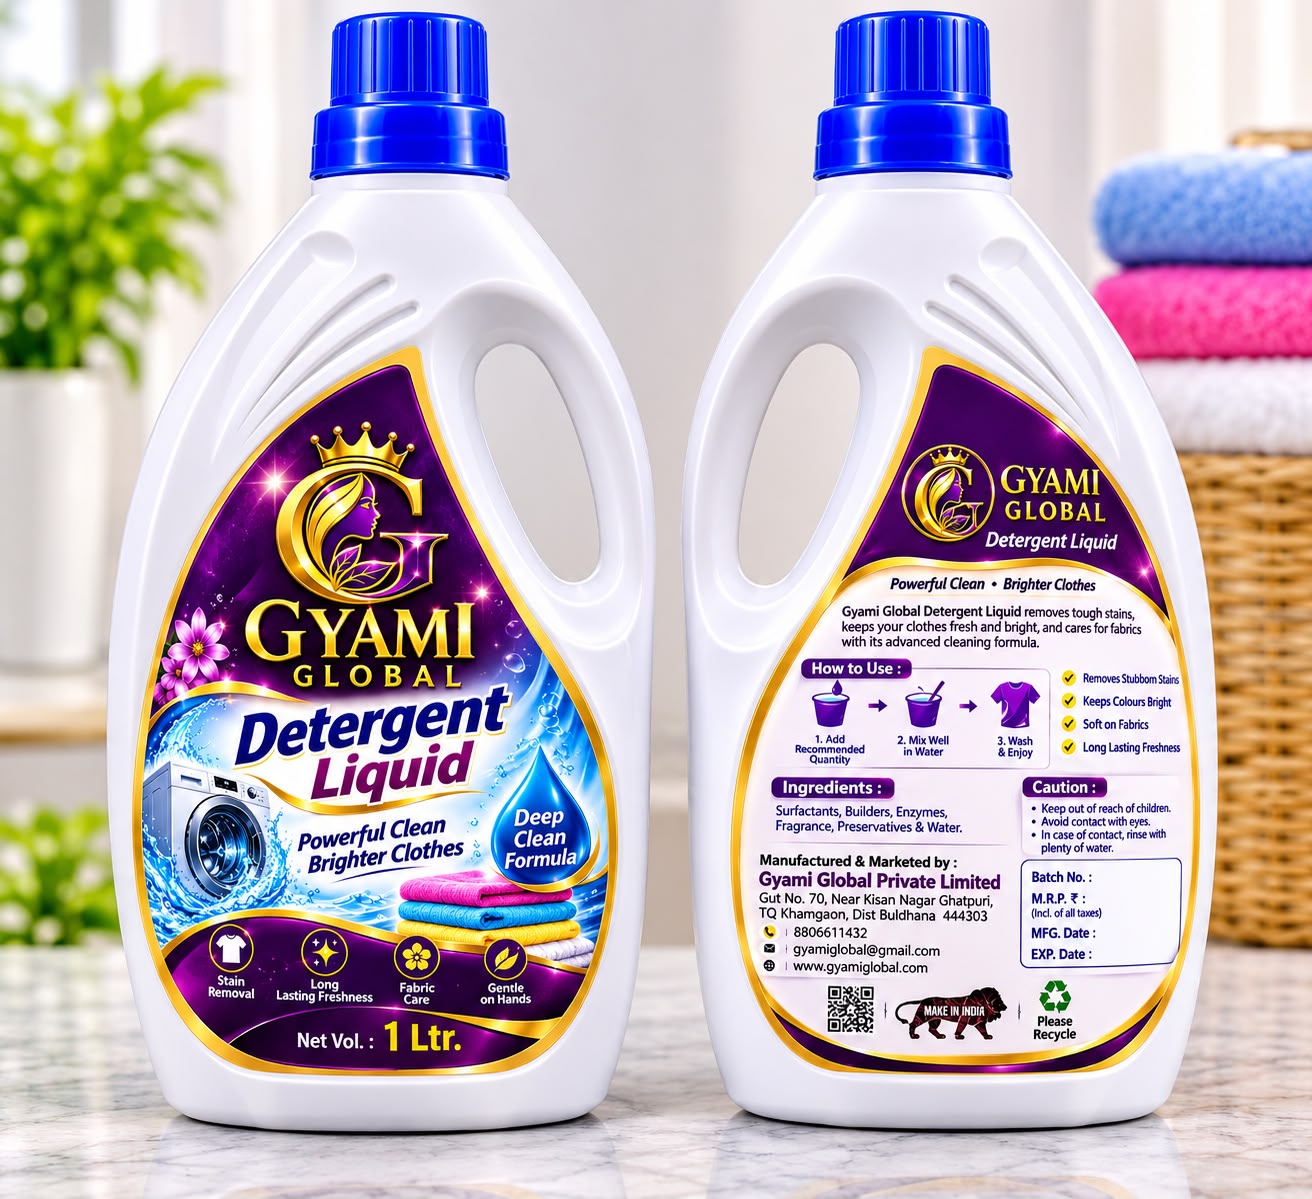 GYAMI
GLOBAL
Detergent
Liquid
Powerful Clean
Brighter Clothes
Deep
Clean
Formula
Stain
Removal
Long
Lasting Freshness
Fabric
Care
Gentle
on Hands
Net Vol. : 1 Ltr.
GYAMI
GLOBAL
Detergent Liquid
Powerful Clean • Brighter Clothes
Gyami Global Detergent Liquid removes tough stains,
keeps your clothes fresh and bright, and cares for fabrics
with its advanced cleaning formula.
How to Use :
1. Add
Recommended
Quantity
2. Mix Well
in Water
3. Wash
& Enjoy
Removes Stubborn Stains
Keeps Colours Bright
Soft on Fabrics
Long Lasting Freshness
Ingredients :
Surfactants, Builders, Enzymes,
Fragrance, Preservatives & Water.
Caution :
• Keep out of reach of children.
• Avoid contact with eyes.
• In case of contact, rinse with
plenty of water.
Manufactured & Marketed by :
Gyami Global Private Limited
Gut No. 70, Near Kisan Nagar Ghatpuri,
TQ Khamgaon, Dist Buldhana 444303
8806611432
gyamiglobal@gmail.com
www.gyamiglobal.com
Batch No. :
M.R.P. ₹ :
(Incl. of all taxes)
MFG. Date :
EXP. Date :
MAKE IN INDIA
Please
Recycle